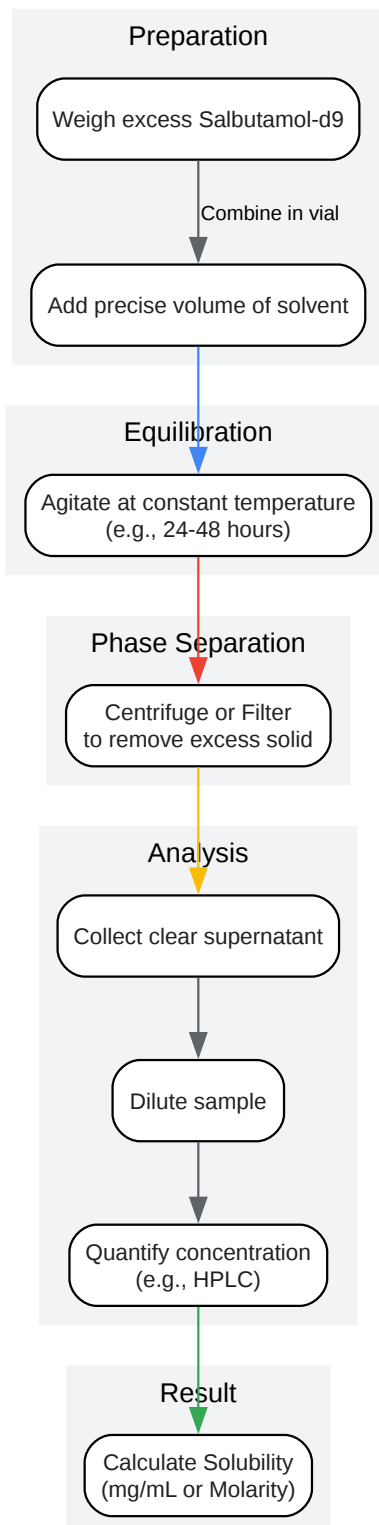 Preparation
Weigh excess Salbutamol-d9
Combine in vial
Add precise volume of solvent
Equilibration
Agitate at constant temperature
(e.g., 24-48 hours)
Phase Separation
Centrifuge or Filter
to remove excess solid
Analysis
Collect clear supernatant
Dilute sample
Quantify concentration
(e.g., HPLC)
Result
Calculate Solubility
(mg/mL or Molarity)